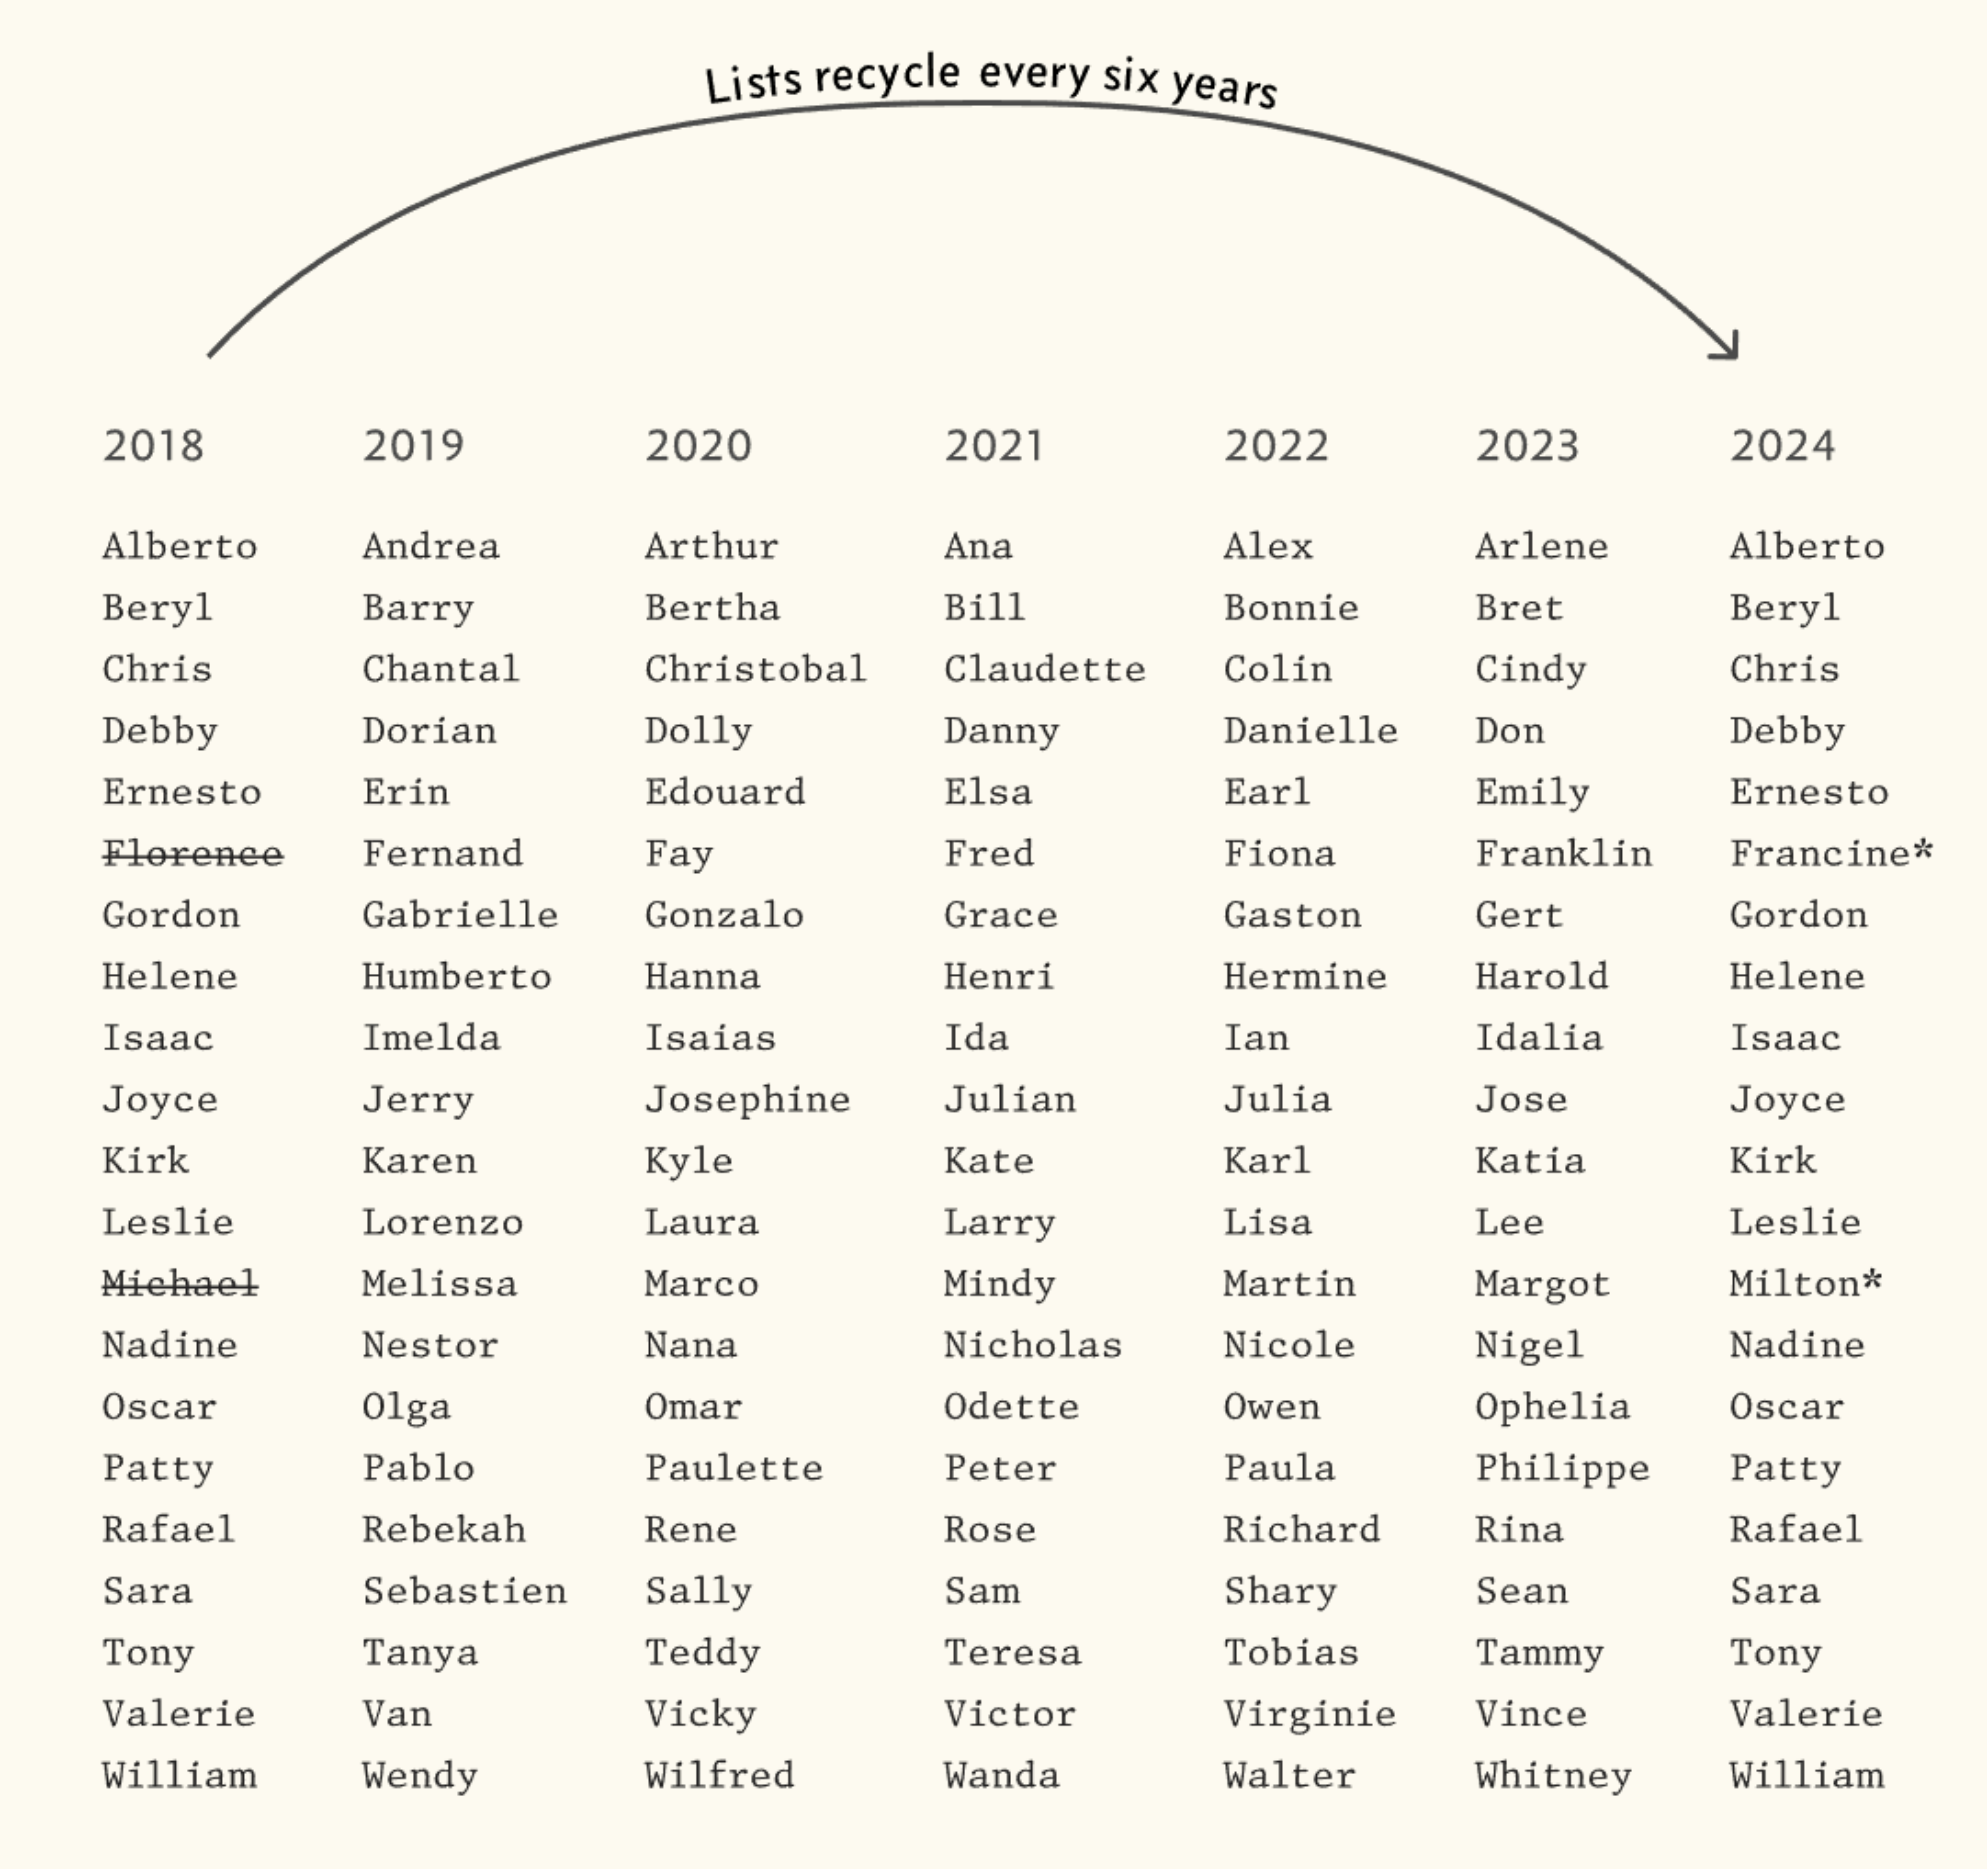 Lists recycle every six years
2018 2019 2020 2021 2022 2023 2024
Alberto Andrea Arthur Ana Alex Arlene Alberto
Beryl Barry Bertha Bill Bonnie Bret Beryl
Chris Chantal Christobal Claudette Colin Cindy Chris
Debby Dorian Dolly Danny Danielle Don Debby
Ernesto Erin Edouard Elsa Earl Emily Ernesto
Florence Fernand Fay Fred Fiona Franklin Francine*
Gordon Gabrielle Gonzalo Grace Gaston Gert Gordon
Helene Humberto Hanna Henri Hermine Harold Helene
Isaac Imelda Isaias Ida Ian Idalia Isaac
Joyce Jerry Josephine Julian Julia Jose Joyce
Kirk Karen Kyle Kate Karl Katia Kirk
Leslie Lorenzo Laura Larry Lisa Lee Leslie
Michael Melissa Marco Mindy Martin Margot Milton*
Nadine Nestor Nana Nicholas Nicole Nigel Nadine
Oscar Olga Omar Odette Owen Ophelia Oscar
Patty Pablo Paulette Peter Paula Philippe Patty
Rafael Rebekah Rene Rose Richard Rina Rafael
Sara Sebastien Sally Sam Shary Sean Sara
Tony Tanya Teddy Teresa Tobias Tammy Tony
Valerie Van Vicky Victor Virginie Vince Valerie
William Wendy Wilfred Wanda Walter Whitney William